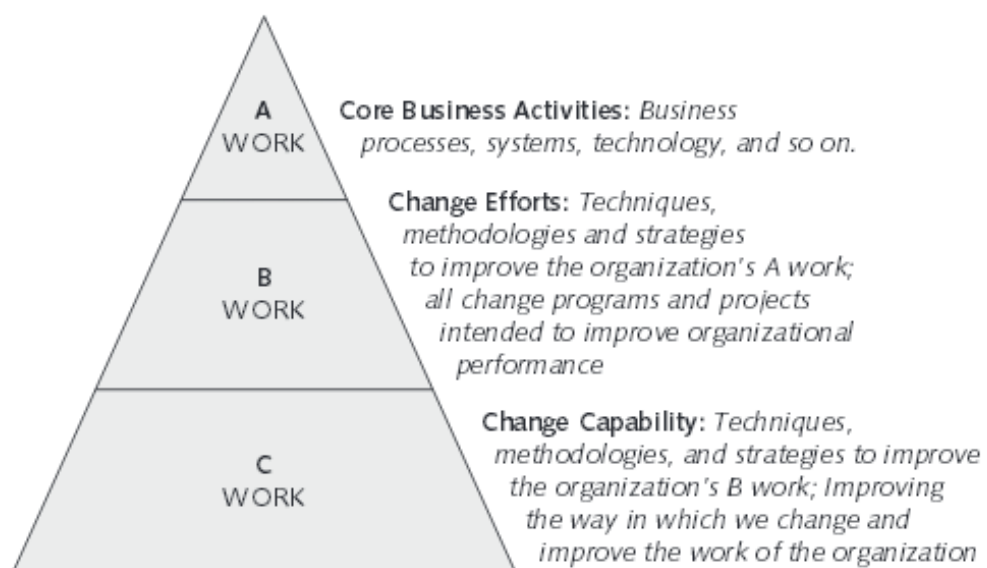 A
WORK
Core Business Activities: Business
processes, systems, technology, and so on.
Change Efforts: Techniques,
methodologies and strategies
to improve the organization's A work;
all change programs and projects
intended to improve organizational
performance
B
WORK
Change Capability: Techniques,
methodologies, and strategies to improve
the organization's B work; Improving
the way in which we change and
improve the work of the organization
C
WORK